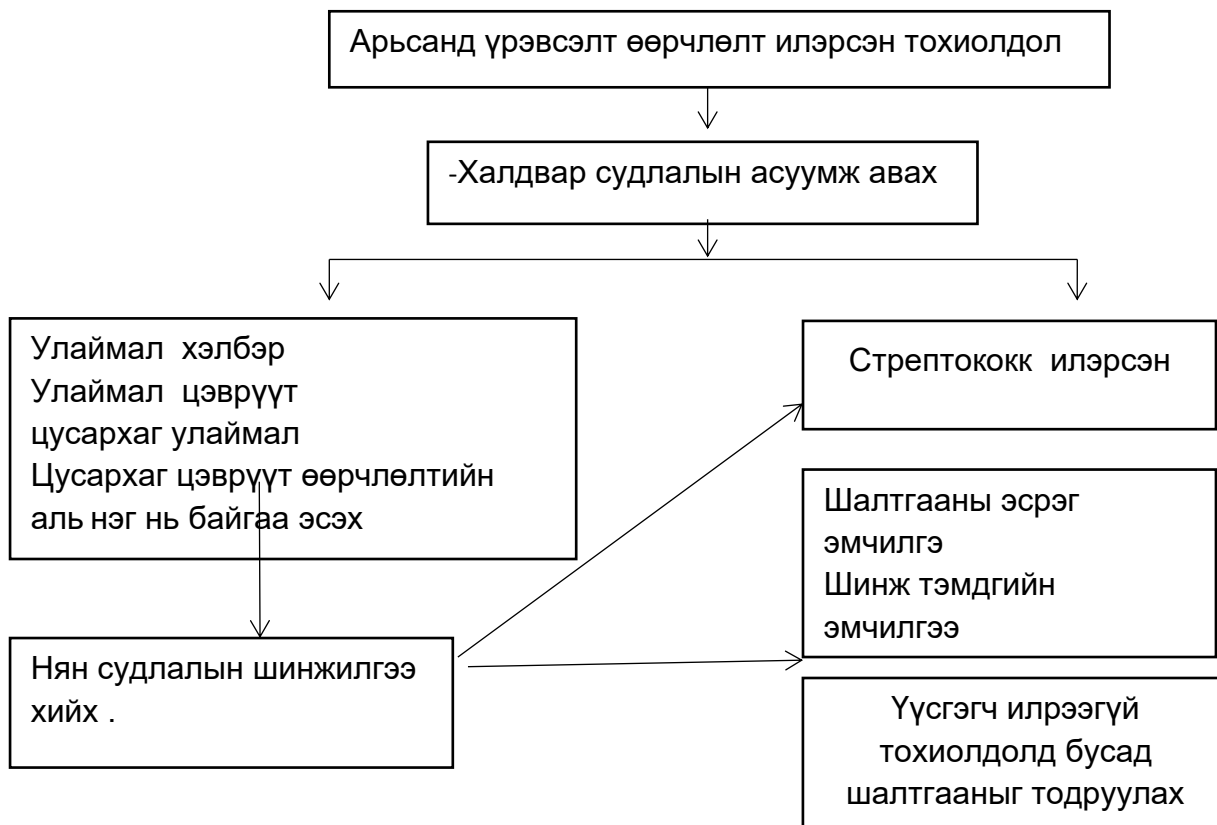 Арьсанд үрэвсэлт өөрчлөлт илэрсэн тохиолдол
-Халдвар судлалын асуумж авах
Улаймал хэлбэр
Улаймал цэврүүт
цусархаг улаймал
Цусархаг цэврүүт өөрчлөлтийн
аль нэг нь байгаа эсэх
Нян судлалын шинжилгээ
хийх .
Стрептококк илэрсэн
Шалтгааны эсрэг
эмчилгэ
Шинж тэмдгийн
эмчилгээ
Үүсгэгч илрээгүй
тохиолдолд бусад
шалтгааныг тодруулах